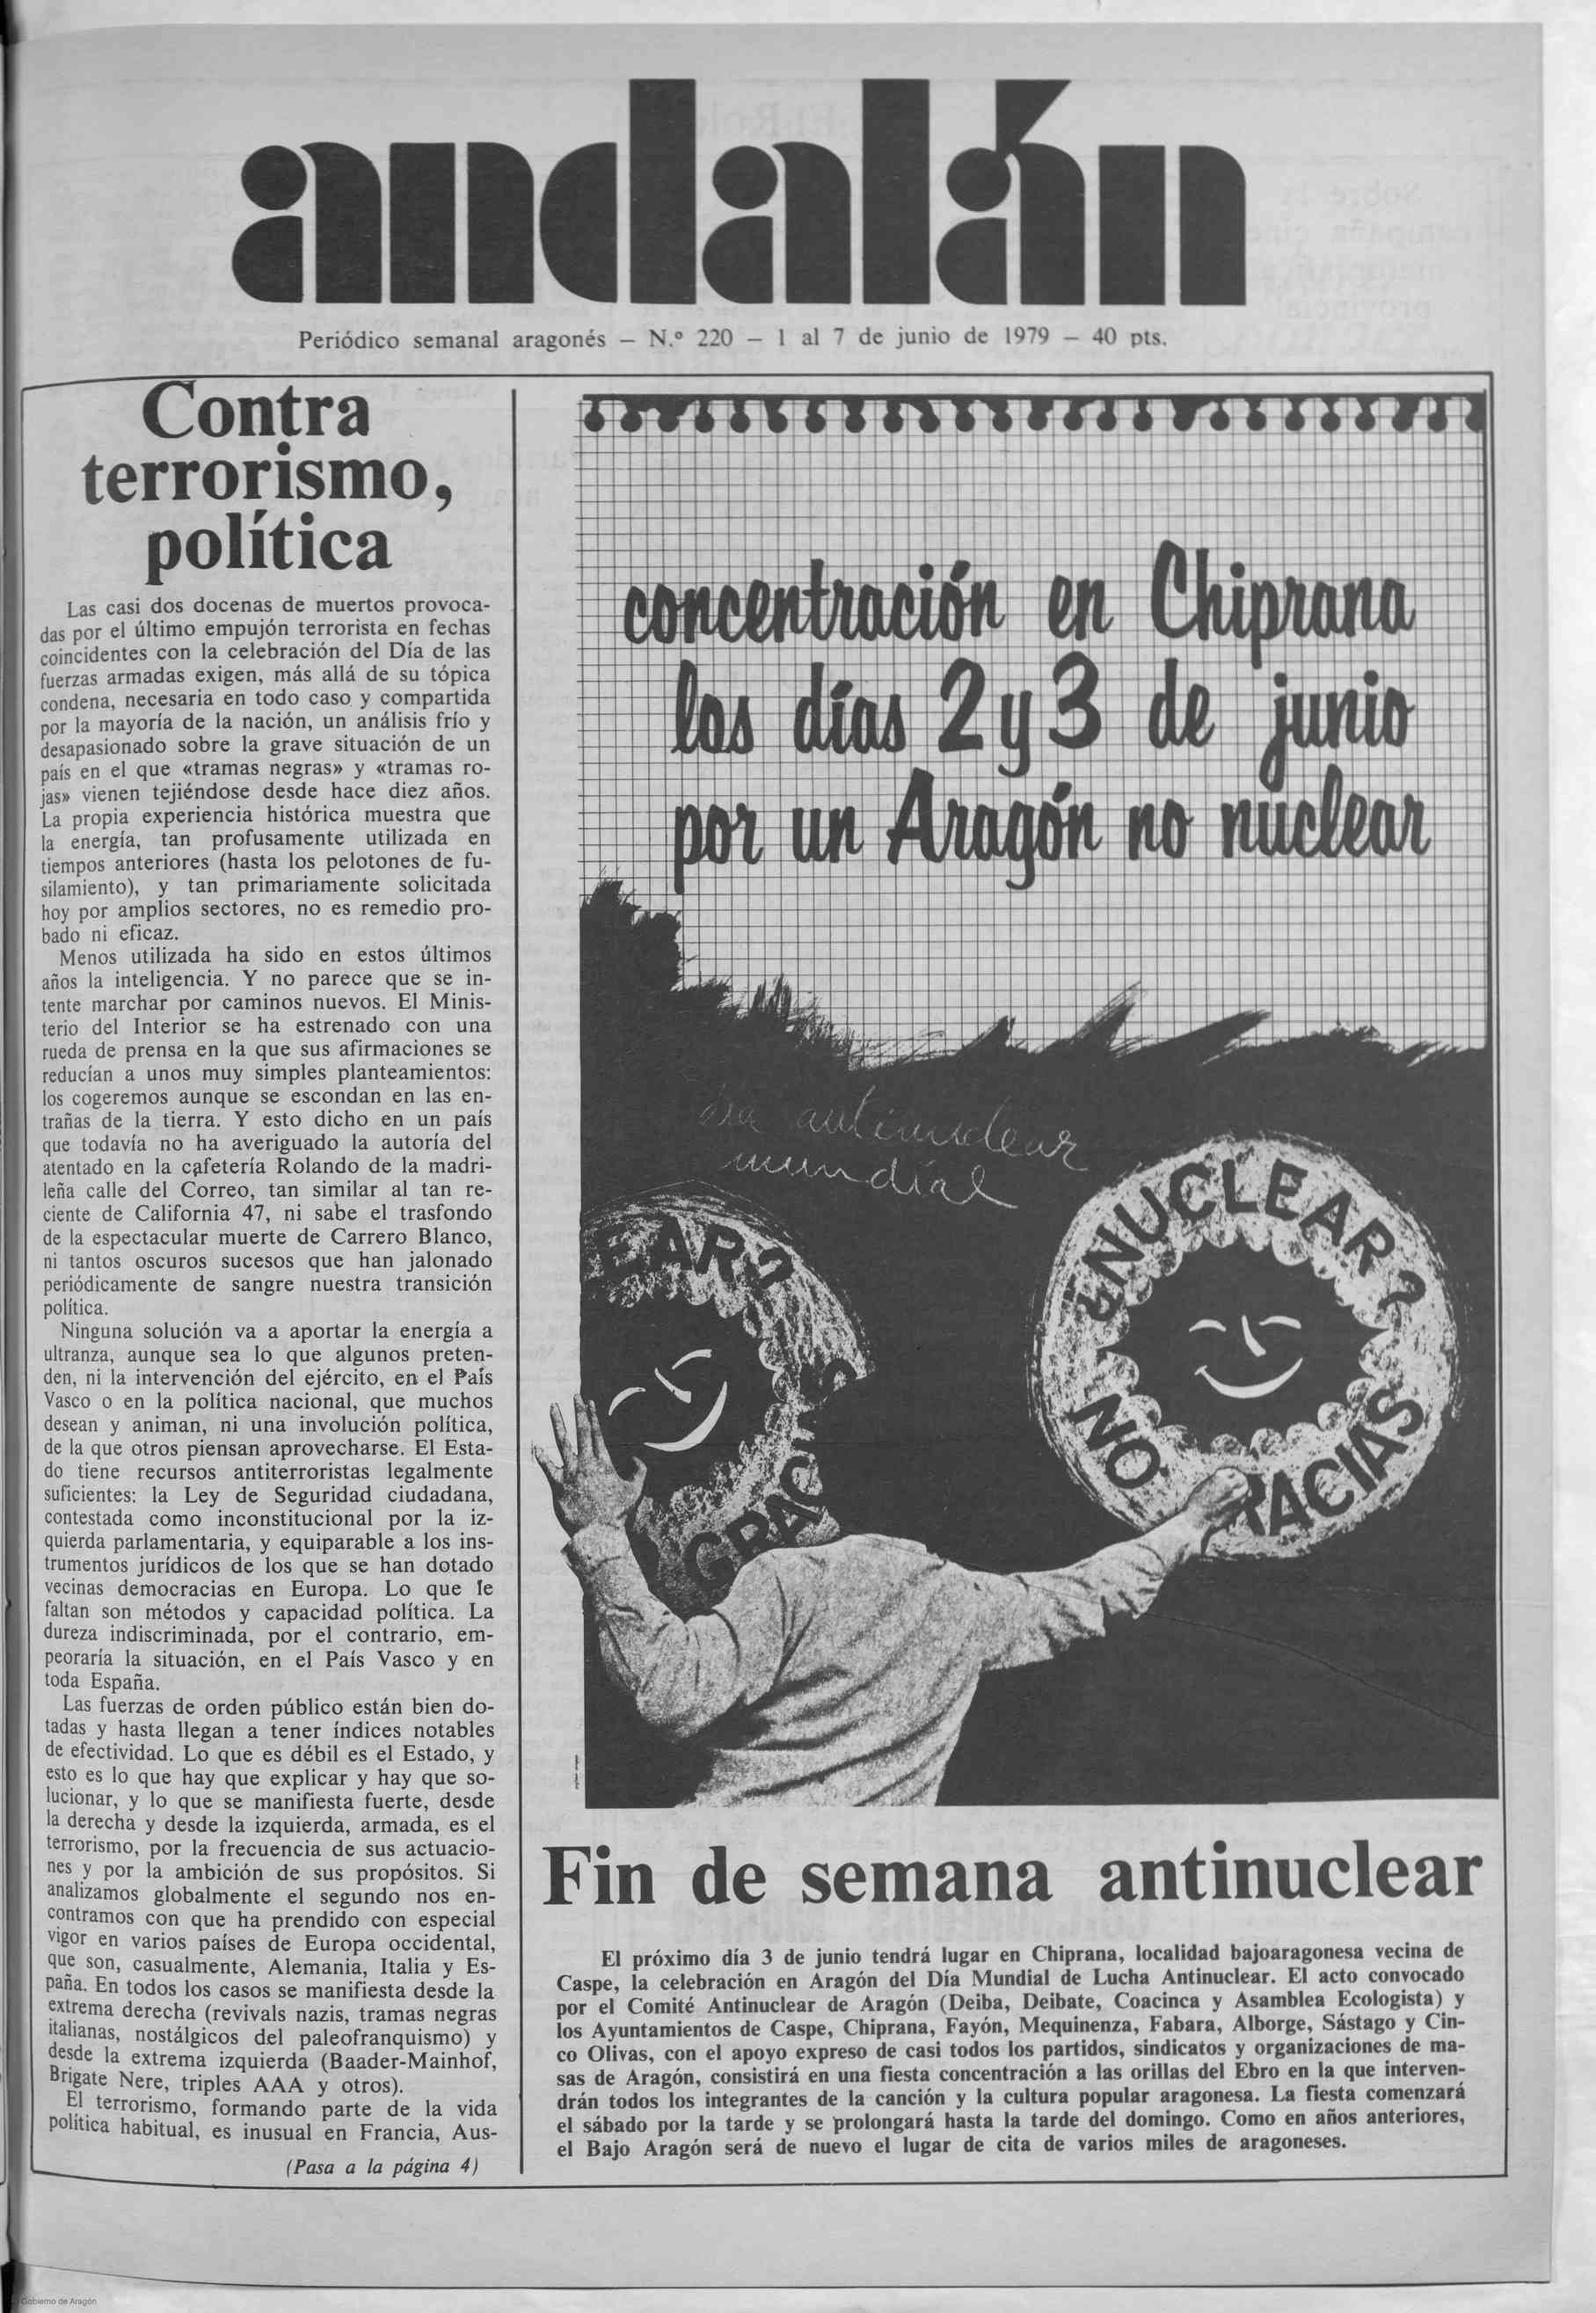 andalán
Periódico semanal aragonés — N.º 220 — 1 al 7 de junio de 1979 — 40 pts.
Contra
terrorismo,
política
Las casi dos docenas de muertos provoca-
das por el último empujón terrorista en fechas
coincidentes con la celebración del Día de las
fuerzas armadas exigen, más allá de su tópica
condena, necesaria en todo caso y compartida
por la mayoría de la nación, un análisis frío y
desapasionado sobre la grave situación de un
país en el que «tramas negras» y «tramas ro-
jas» vienen tejiéndose desde hace diez años.
La propia experiencia histórica muestra que
la energía, tan profusamente utilizada en
tiempos anteriores (hasta los pelotones de fu-
silamiento), y tan primariamente solicitada
hoy por amplios sectores, no es remedio pro-
bado ni eficaz.
Menos utilizada ha sido en estos últimos
años la inteligencia. Y no parece que se in-
tente marchar por caminos nuevos. El Minis-
terio del Interior se ha estrenado con una
rueda de prensa en la que sus afirmaciones se
reducían a unos muy simples planteamientos:
los cogeremos aunque se escondan en las en-
trañas de la tierra. Y esto dicho en un país
que todavía no ha averiguado la autoría del
atentado en la cafetería Rolando de la madri-
leña calle del Correo, tan similar al tan re-
ciente de California 47, ni sabe el trasfondo
de la espectacular muerte de Carrero Blanco,
ni tantos oscuros sucesos que han jalonado
periódicamente de sangre nuestra transición
política.
Ninguna solución va a aportar la energía a
ultranza, aunque sea lo que algunos preten-
den, ni la intervención del ejército, en el País
Vasco o en la política nacional, que muchos
desean y animan, ni una involución política,
de la que otros piensan aprovecharse. El Esta-
do tiene recursos antiterroristas legalmente
suficientes: la Ley de Seguridad ciudadana,
contestada como inconstitucional por la iz-
quierda parlamentaria, y equiparable a los ins-
trumentos jurídicos de los que se han dotado
vecinas democracias en Europa. Lo que le
faltan son métodos y capacidad política. La
dureza indiscriminada, por el contrario, em-
peoraría la situación, en el País Vasco y en
toda España.
Las fuerzas de orden público están bien do-
tadas y hasta llegan a tener índices notables
de efectividad. Lo que es débil es el Estado, y
esto es lo que hay que explicar y hay que so-
lucionar, y lo que se manifiesta fuerte, desde
la derecha y desde la izquierda, armada, es el
terrorismo, por la frecuencia de sus actuacio-
nes y por la ambición de sus propósitos. Si
analizamos globalmente el segundo nos en-
contramos con que ha prendido con especial
vigor en varios países de Europa occidental,
que son, casualmente, Alemania, Italia y Es-
paña. En todos los casos se manifiesta desde la
extrema derecha (revivals nazis, tramas negras
italianas, nostálgicos del paleofranquismo) y
desde la extrema izquierda (Baader-Mainhof,
Brigate Nere, triples AAA y otros).
El terrorismo, formando parte de la vida
política habitual, es inusual en Francia, Aus-
(Pasa a la página 4)
concentración en Chiprana
los días 2 y 3 de junio
por un Aragón no nuclear
día antinuclear
mundial
EAR?
GRACIAS
¿NUCLEAR?
NO RACIAS
Fin de semana antinuclear
El próximo día 3 de junio tendrá lugar en Chiprana, localidad bajoaragonesa vecina de
Caspe, la celebración en Aragón del Día Mundial de Lucha Antinuclear. El acto convocado
por el Comité Antinuclear de Aragón (Deiba, Deibate, Coacinca y Asamblea Ecologista) y
los Ayuntamientos de Caspe, Chiprana, Fayón, Mequinenza, Fabara, Alborge, Sástago y Cin-
co Olivas, con el apoyo expreso de casi todos los partidos, sindicatos y organizaciones de ma-
sas de Aragón, consistirá en una fiesta concentración a las orillas del Ebro en la que interven-
drán todos los integrantes de la canción y la cultura popular aragonesa. La fiesta comenzará
el sábado por la tarde y se prolongará hasta la tarde del domingo. Como en años anteriores,
el Bajo Aragón será de nuevo el lugar de cita de varios miles de aragoneses.
Gobierno de Aragón